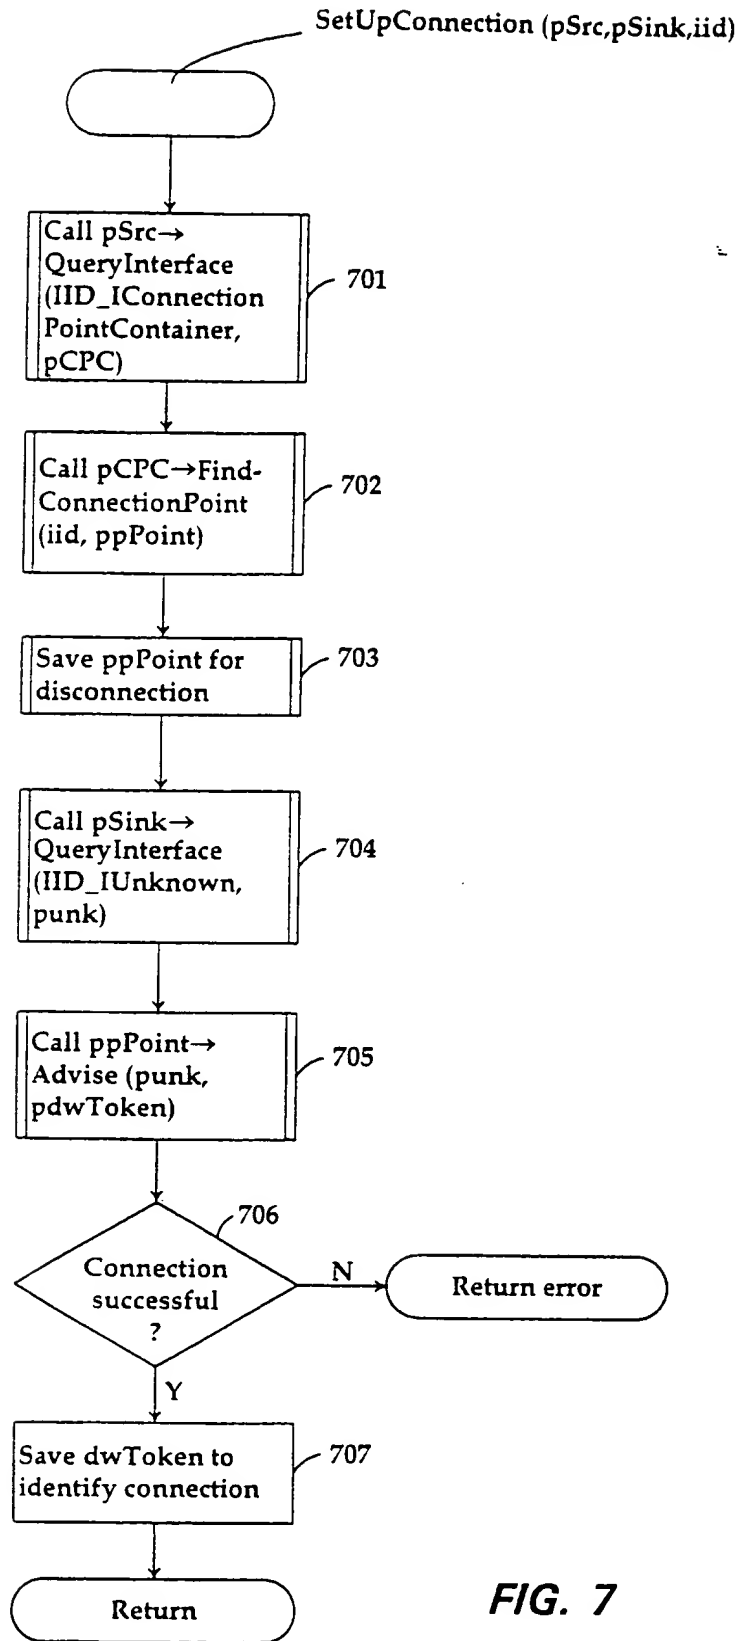 SetUpConnection (pSrc,pSink,iid)
Call pSrc→
QueryInterface
(IID_IConnection
PointContainer,
pCPC)
701
Call pCPC→Find-
ConnectionPoint
(iid, ppPoint)
702
Save ppPoint for
disconnection
703
Call pSink→
QueryInterface
(IID_IUnknown,
punk)
704
Call ppPoint→
Advise (punk,
pdwToken)
705
706
Connection
successful
?
N
Return error
Y
Save dwToken to
identify connection
707
Return
FIG. 7